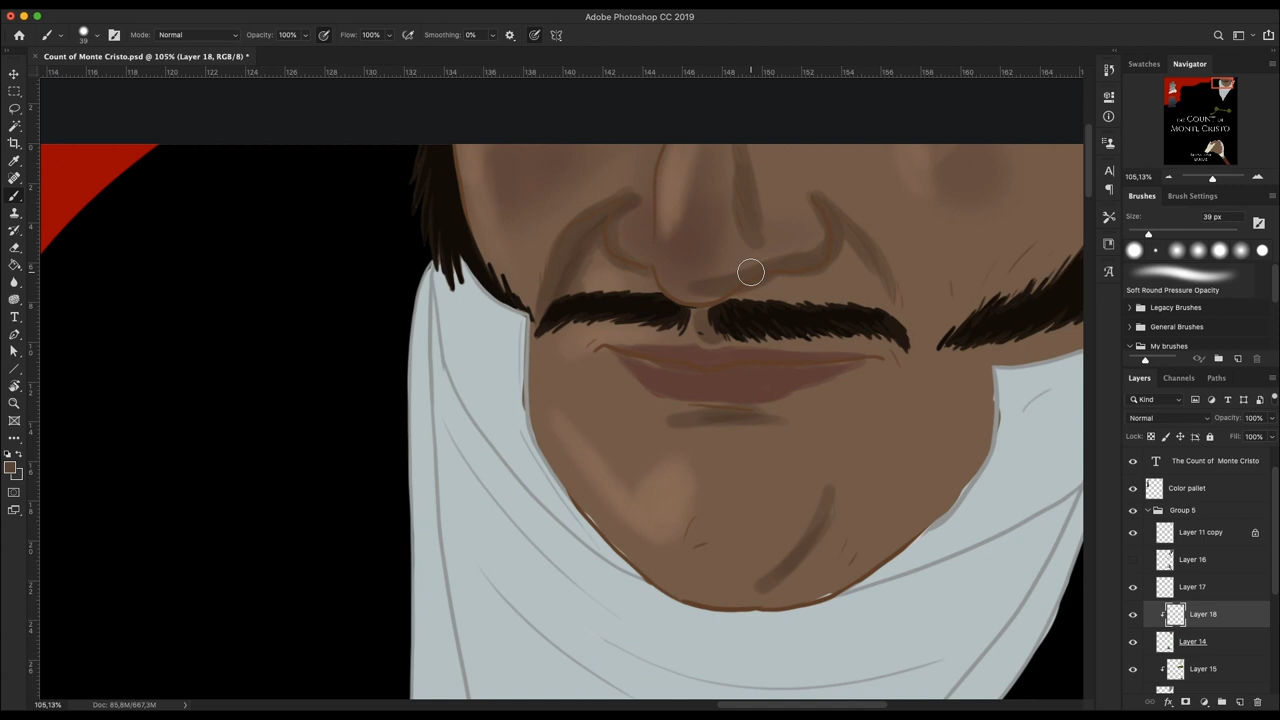 Adobe Photoshop CC 2019
39
Mode: Normal
Opacity: 100%
Flow: 100%
Smoothing: 0%
Count of Monte Cristo.psd @ 105% (Layer 18, RGB/8) *
114 116 118 120 122 124 126 128 130 132 134 136 138 140 142 144 146 148 150 152 154 156 158 160 162 164
Swatches Navigator
THE COUNT OF
MONTE CRISTO
105,13%
Brushes Brush Settings
Size: 39 px
Soft Round Pressure Opacity
Legacy Brushes
General Brushes
My brushes
Layers Channels Paths
Kind
Normal Opacity: 100%
Lock: Fill: 100%
The Count of Monte Cristo
Color pallet
Group 5
Layer 11 copy
Layer 16
Layer 17
Layer 18
Layer 14
Layer 15
105,13% Doc: 85,8M/667,3M